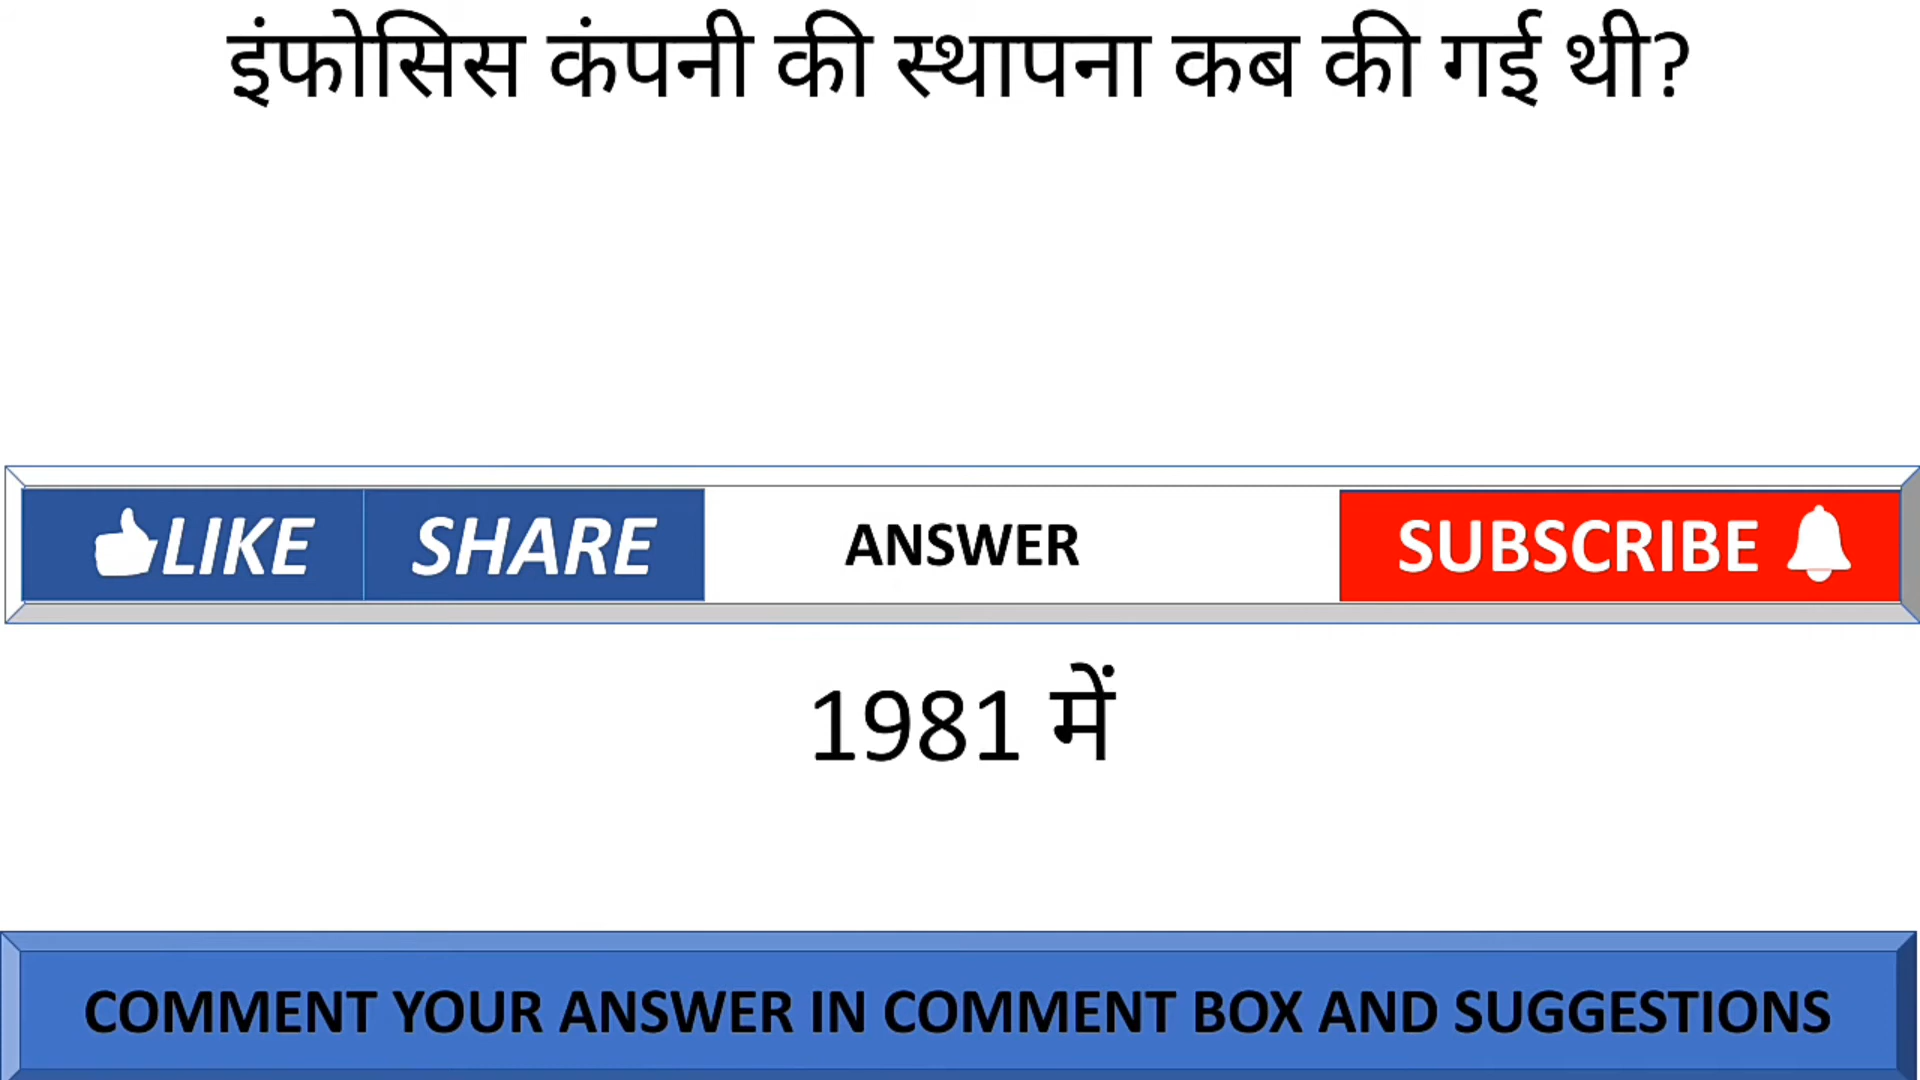 इंफोसिस कंपनी की स्थापना कब की गई थी?
LIKE SHARE ANSWER SUBSCRIBE
1981 में
COMMENT YOUR ANSWER IN COMMENT BOX AND SUGGESTIONS